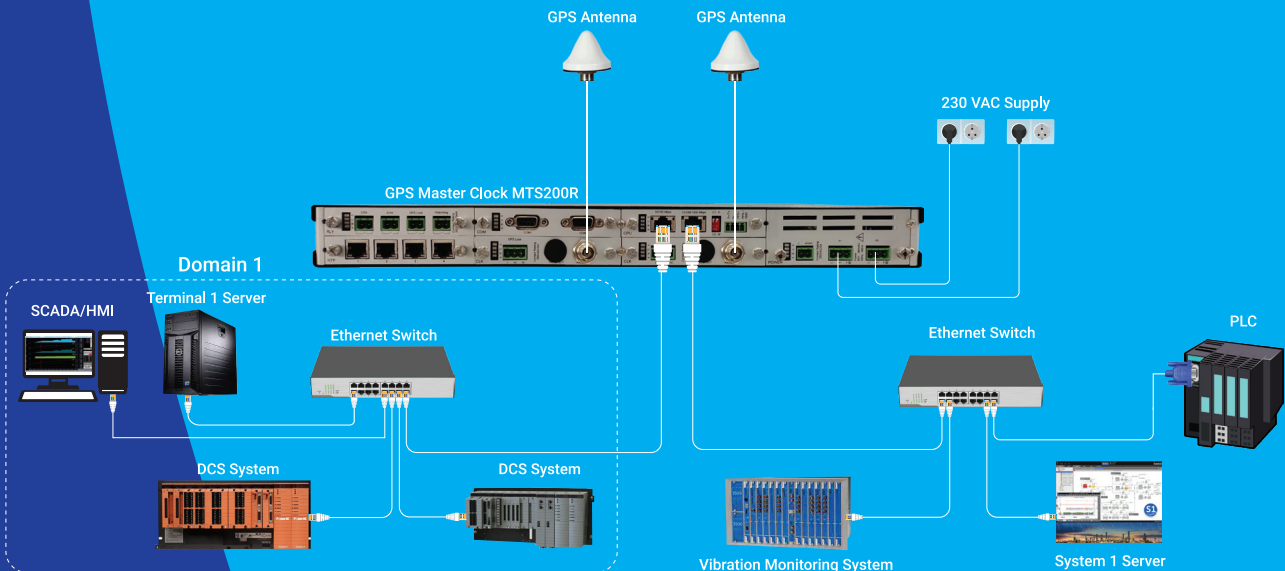 GPS Antenna
GPS Antenna
230 VAC Supply
GPS Master Clock MTS200R
Domain 1
SCADA/HMI
Terminal 1 Server
Ethernet Switch
Ethernet Switch
PLC
DCS System
DCS System
S1
Vibration Monitoring System
System 1 Server